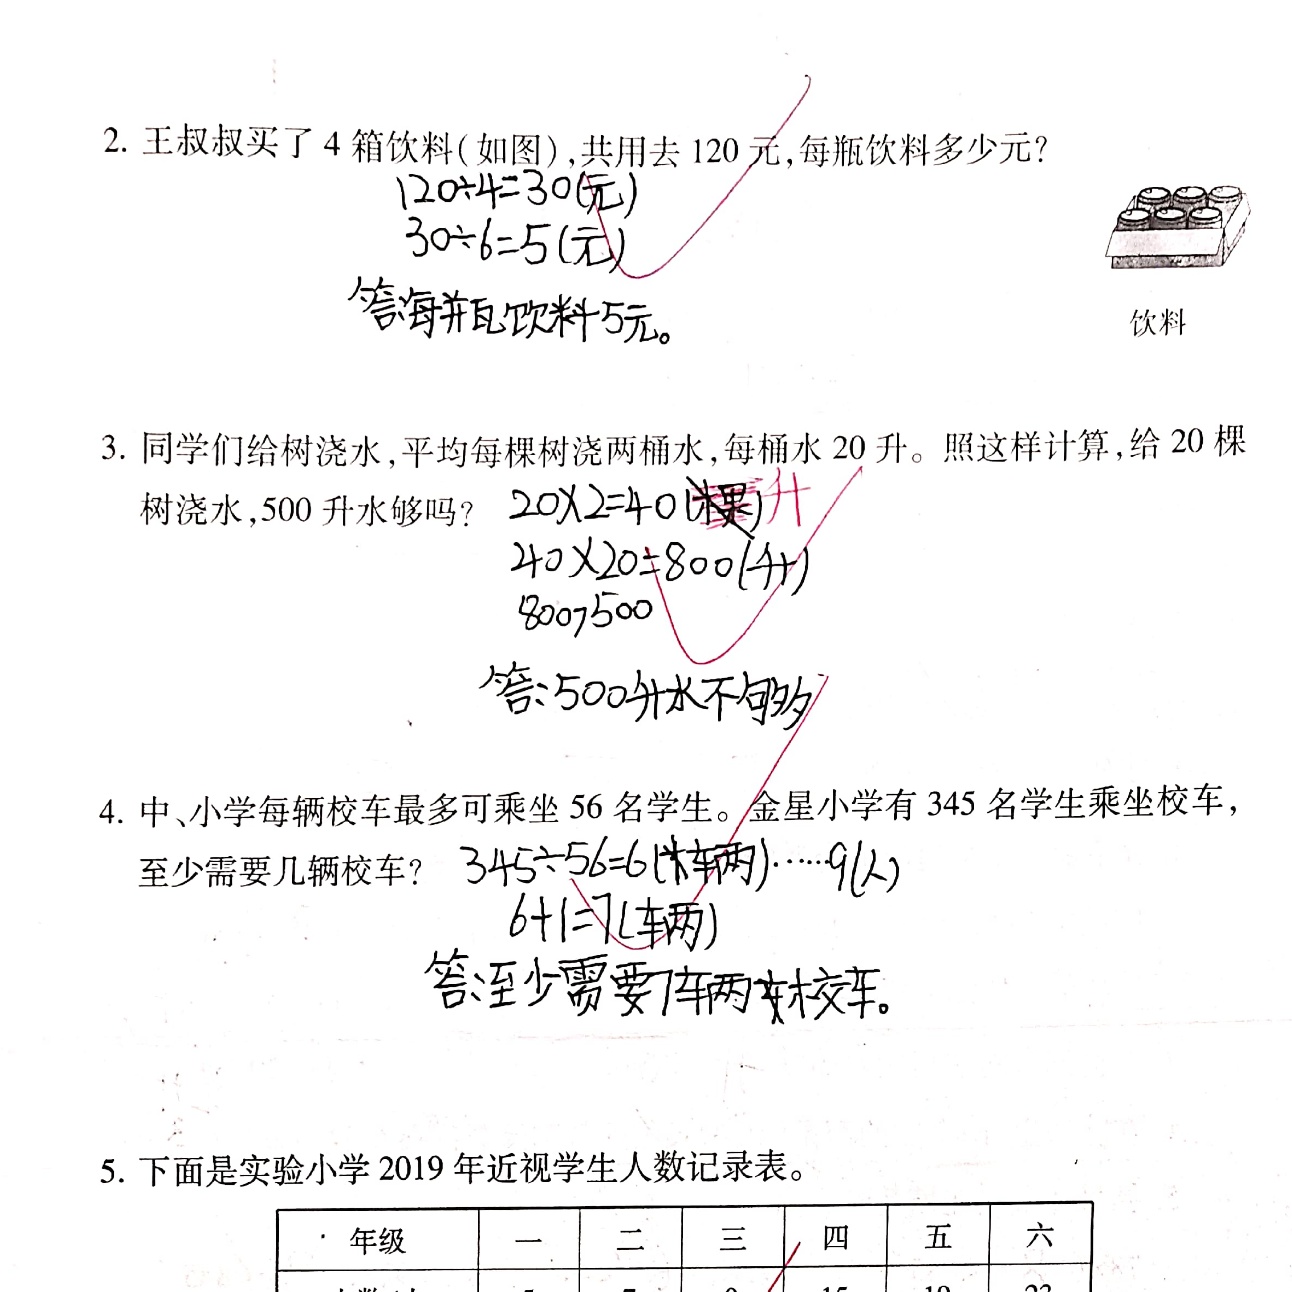 2. 王叔叔买了 4 箱饮料(如图),共用去 120 元,每瓶饮料多少元?
120÷4=30(元)
30÷6=5(元)
答:每瓶饮料5元。
饮料
3. 同学们给树浇水,平均每棵树浇两桶水,每桶水 20 升。照这样计算,给 20 棵
树浇水,500 升水够吗?
20×2=40(棵)升
40×20=800(升)
800>500
答:500升水不够
4. 中、小学每辆校车最多可乘坐 56 名学生。金星小学有 345 名学生乘坐校车,
至少需要几辆校车?
345÷56=6(辆)……9(人)
6+1=7(辆)
答:至少需要7辆校车。
5. 下面是实验小学 2019 年近视学生人数记录表。
年级 一 二 三 四 五 六